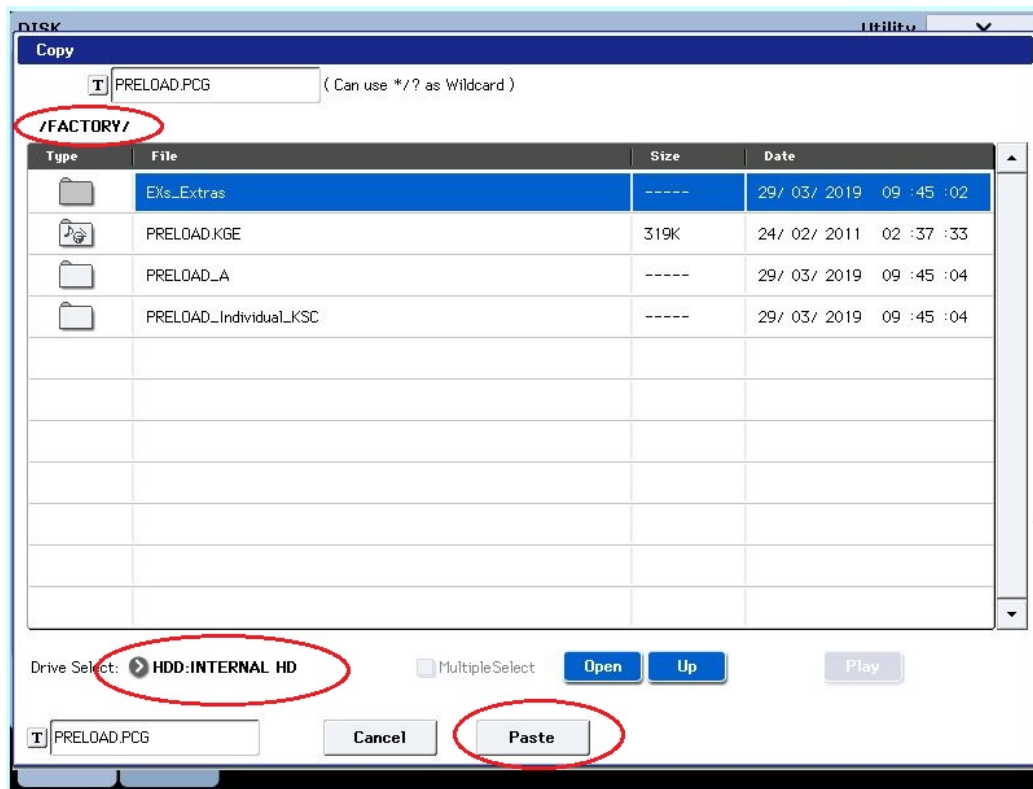 DISK Utility
Copy
T PRELOAD.PCG ( Can use */? as Wildcard )
/FACTORY/
Type File Size Date
EXs_Extras ----- 29/ 03/ 2019 09 :45 :02
PRELOAD.KGE 319K 24/ 02/ 2011 02 :37 :33
PRELOAD_A ----- 29/ 03/ 2019 09 :45 :04
PRELOAD_Individual_KSC ----- 29/ 03/ 2019 09 :45 :04
Drive Select: HDD:INTERNAL HD MultipleSelect Open Up Play
T PRELOAD.PCG Cancel Paste